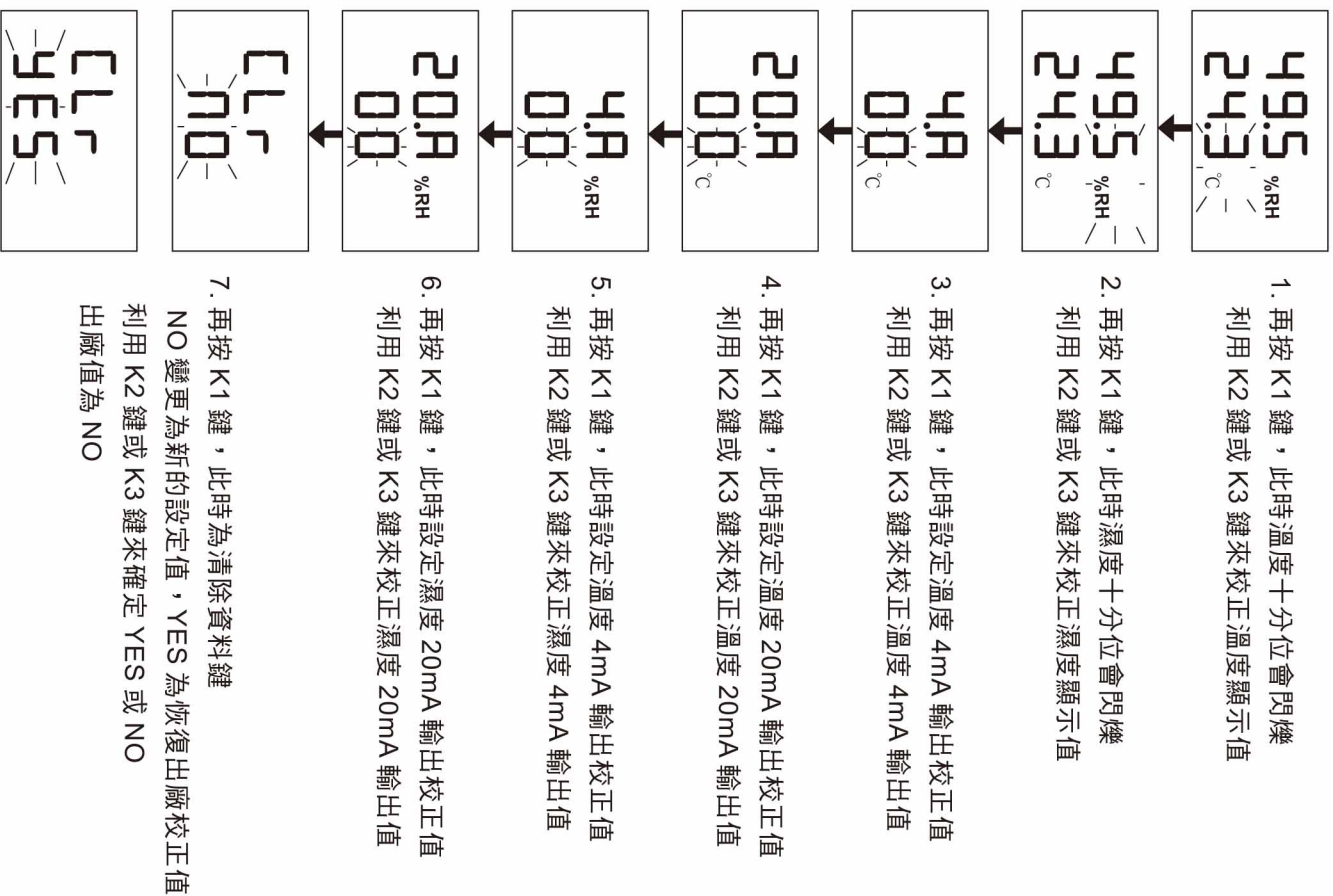 49.5 %RH
24.3 °C
1. 再按 K1 鍵，此時溫度十分位會閃爍
利用 K2 鍵或 K3 鍵來校正溫度顯示值
49.5 %RH
24.3 °C
2. 再按 K1 鍵，此時濕度十分位會閃爍
利用 K2 鍵或 K3 鍵來校正濕度顯示值
4.A
00 °C
3. 再按 K1 鍵，此時設定溫度 4mA 輸出校正值
利用 K2 鍵或 K3 鍵來校正溫度 4mA 輸出值
20.A
00 °C
4. 再按 K1 鍵，此時設定溫度 20mA 輸出校正值
利用 K2 鍵或 K3 鍵來校正溫度 20mA 輸出值
4.A %RH
00
5. 再按 K1 鍵，此時設定濕度 4mA 輸出校正值
利用 K2 鍵或 K3 鍵來校正濕度 4mA 輸出值
20.A %RH
00
6. 再按 K1 鍵，此時設定濕度 20mA 輸出校正值
利用 K2 鍵或 K3 鍵來校正濕度 20mA 輸出值
CLr
no
7. 再按 K1 鍵，此時為清除資料鍵
NO 變更為新的設定值，YES 為恢復出廠校正值
利用 K2 鍵或 K3 鍵來確定 YES 或 NO
出廠值為 NO
CLr
YES